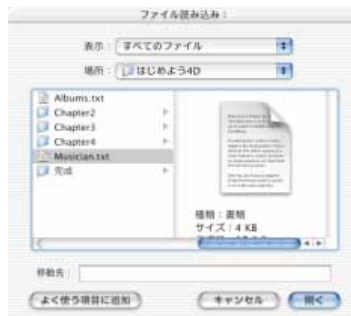 ファイル読み込み：
表示：
すべてのファイル
場所：
はじめよう4D
Albums.txt
Chapter2
Chapter3
Chapter4
Musician.txt
完成
種類：書類
サイズ：4 KB
移動先：
よく使う項目に追加
キャンセル
開く